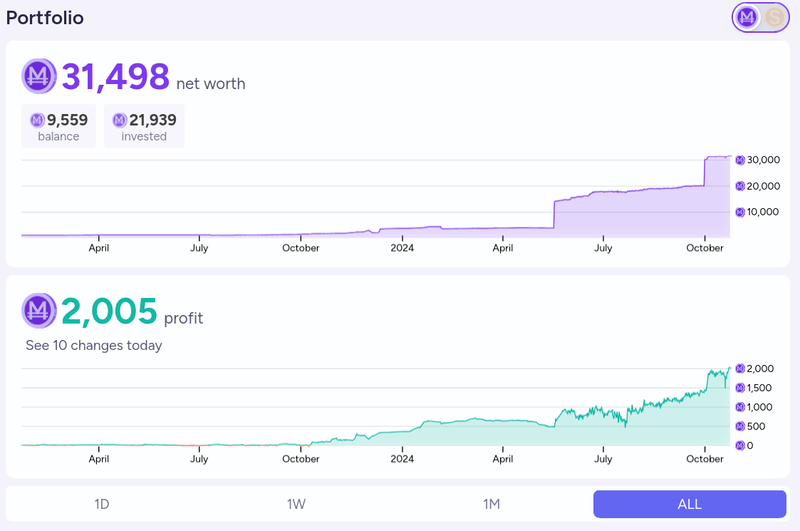 Portfolio
S
31,498 net worth
9,559
balance
21,939
invested
30,000
20,000
10,000
April July October 2024 April July October
2,005 profit
See 10 changes today
2,000
1,500
1,000
500
0
April July October 2024 April July October
1D 1W 1M ALL